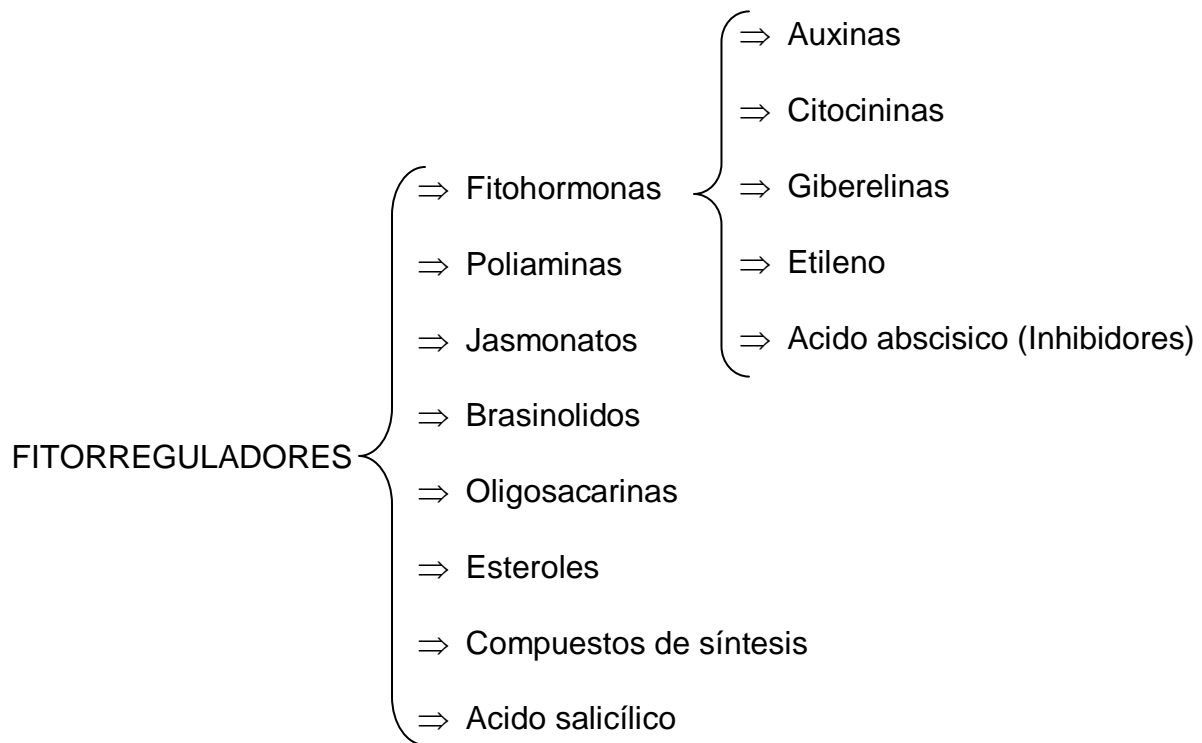 ⇒ Auxinas
⇒ Citocininas
⇒ Fitohormonas
⇒ Giberelinas
⇒ Poliaminas
⇒ Etileno
⇒ Jasmonatos
⇒ Acido abscisico (Inhibidores)
⇒ Brasinolidos
FITORREGULADORES
⇒ Oligosacarinas
⇒ Esteroles
⇒ Compuestos de síntesis
⇒ Acido salicílico